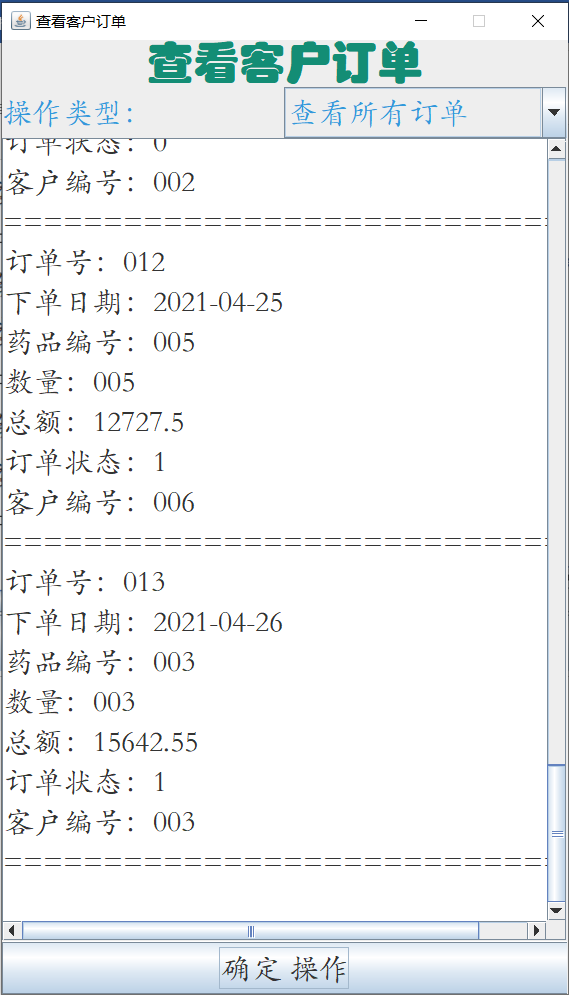 查看客户订单
查看客户订单
操作类型：
查看所有订单
订单状态：0
客户编号：002
==============================
订单号：012
下单日期：2021-04-25
药品编号：005
数量：005
总额：12727.5
订单状态：1
客户编号：006
==============================
订单号：013
下单日期：2021-04-26
药品编号：003
数量：003
总额：15642.55
订单状态：1
客户编号：003
==============================
确定 操作